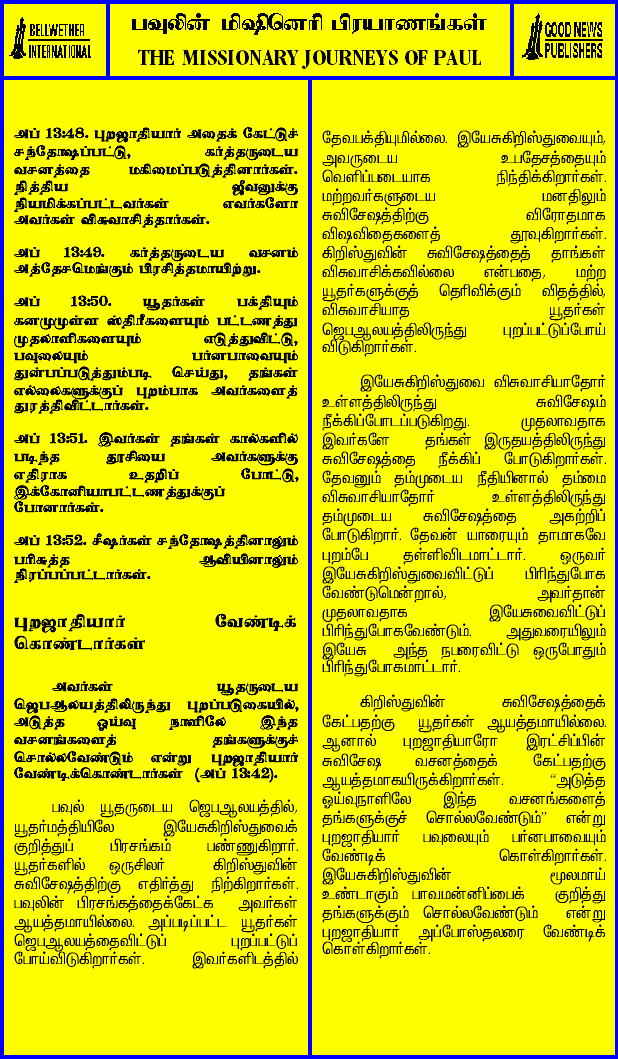 BELLWETHER
INTERNATIONAL
பவுலின் மிஷினெரி பிரயாணங்கள்
THE MISSIONARY JOURNEYS OF PAUL
GOOD NEWS
PUBLISHERS
அப் 13:48. புறஜாதியார் அதைக் கேட்டுச்
சந்தோஷப்பட்டு, கர்த்தருடைய
வசனத்தை மகிமைப்படுத்தினார்கள்.
நித்திய ஜீவனுக்கு
நியமிக்கப்பட்டவர்கள் எவர்களோ
அவர்கள் விசுவாசித்தார்கள்.
அப் 13:49. கர்த்தருடைய வசனம்
அத்தேசமெங்கும் பிரசித்தமாயிற்று.
அப் 13:50. யூதர்கள் பக்தியும்
கனமுமுள்ள ஸ்திரீகளையும் பட்டணத்து
முதலாளிகளையும் எடுத்துவிட்டு,
பவுலையும் பர்னபாவையும்
துன்பப்படுத்தும்படி செய்து, தங்கள்
எல்லைகளுக்குப் புறம்பாக அவர்களைத்
துரத்திவிட்டார்கள்.
அப் 13:51. இவர்கள் தங்கள் கால்களில்
படிந்த தூசியை அவர்களுக்கு
எதிராக உதறிப் போட்டு,
இக்கோனியாபட்டணத்துக்குப்
போனார்கள்.
அப் 13:52. சீஷர்கள் சந்தோஷத்தினாலும்
பரிசுத்த ஆவியினாலும்
நிரப்பப்பட்டார்கள்.
புறஜாதியார் வேண்டிக்
கொண்டார்கள்
அவர்கள் யூதருடைய
ஜெபஆலயத்திலிருந்து புறப்படுகையில்,
அடுத்த ஓய்வு நாளிலே இந்த
வசனங்களைத் தங்களுக்குச்
சொல்லவேண்டும் என்று புறஜாதியார்
வேண்டிக்கொண்டார்கள் (அப் 13:42).
பவுல் யூதருடைய ஜெபஆலயத்தில்,
யூதர்மத்தியிலே இயேசுகிறிஸ்துவைக்
குறித்துப் பிரசங்கம் பண்ணுகிறார்.
யூதர்களில் ஒருசிலர் கிறிஸ்துவின்
சுவிசேஷத்திற்கு எதிர்த்து நிற்கிறார்கள்.
பவுலின் பிரசங்கத்தைக்கேட்க அவர்கள்
ஆயத்தமாயில்லை. அப்படிப்பட்ட யூதர்கள்
ஜெபஆலயத்தைவிட்டுப் புறப்பட்டுப்
போய்விடுகிறார்கள். இவர்களிடத்தில்
தேவபக்தியுமில்லை. இயேசுகிறிஸ்துவையும்,
அவருடைய உபதேசத்தையும்
வெளிப்படையாக நிந்திக்கிறார்கள்.
மற்றவர்களுடைய மனதிலும்
சுவிசேஷத்திற்கு விரோதமாக
விஷவிதைகளைத் தூவுகிறார்கள்.
கிறிஸ்துவின் சுவிசேஷத்தைத் தாங்கள்
விசுவாசிக்கவில்லை என்பதை, மற்ற
யூதர்களுக்குத் தெரிவிக்கும் விதத்தில்,
விசுவாசியாத யூதர்கள்
ஜெபஆலயத்திலிருந்து புறப்பட்டுப்போய்
விடுகிறார்கள்.
இயேசுகிறிஸ்துவை விசுவாசியாதோர்
உள்ளத்திலிருந்து சுவிசேஷம்
நீக்கிப்போடப்படுகிறது. முதலாவதாக
இவர்களே தங்கள் இருதயத்திலிருந்து
சுவிசேஷத்தை நீக்கிப் போடுகிறார்கள்.
தேவனும் தம்முடைய நீதியினால் தம்மை
விசுவாசியாதோர் உள்ளத்திலிருந்து
தம்முடைய சுவிசேஷத்தை அகற்றிப்
போடுகிறார். தேவன் யாரையும் தாமாகவே
புறம்பே தள்ளிவிடமாட்டார். ஒருவர்
இயேசுகிறிஸ்துவைவிட்டுப் பிரிந்துபோக
வேண்டுமென்றால், அவர்தான்
முதலாவதாக இயேசுவைவிட்டுப்
பிரிந்துபோகவேண்டும். அதுவரையிலும்
இயேசு அந்த நபரைவிட்டு ஒருபோதும்
பிரிந்துபோகமாட்டார்.
கிறிஸ்துவின் சுவிசேஷத்தைக்
கேட்பதற்கு யூதர்கள் ஆயத்தமாயில்லை.
ஆனால் புறஜாதியாரோ இரட்சிப்பின்
சுவிசேஷ வசனத்தைக் கேட்பதற்கு
ஆயத்தமாகயிருக்கிறார்கள். “அடுத்த
ஓய்வுநாளிலே இந்த வசனங்களைத்
தங்களுக்குச் சொல்லவேண்டும்” என்று
புறஜாதியார் பவுலையும் பர்னபாவையும்
வேண்டிக் கொள்கிறார்கள்.
இயேசுகிறிஸ்துவின் மூலமாய்
உண்டாகும் பாவமன்னிப்பைக் குறித்து
தங்களுக்கும் சொல்லவேண்டும் என்று
புறஜாதியார் அப்போஸ்தலரை வேண்டிக்
கொள்கிறார்கள்.